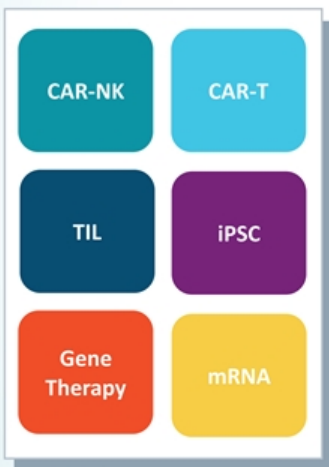 CAR-NK
CAR-T
TIL
iPSC
Gene
Therapy
mRNA